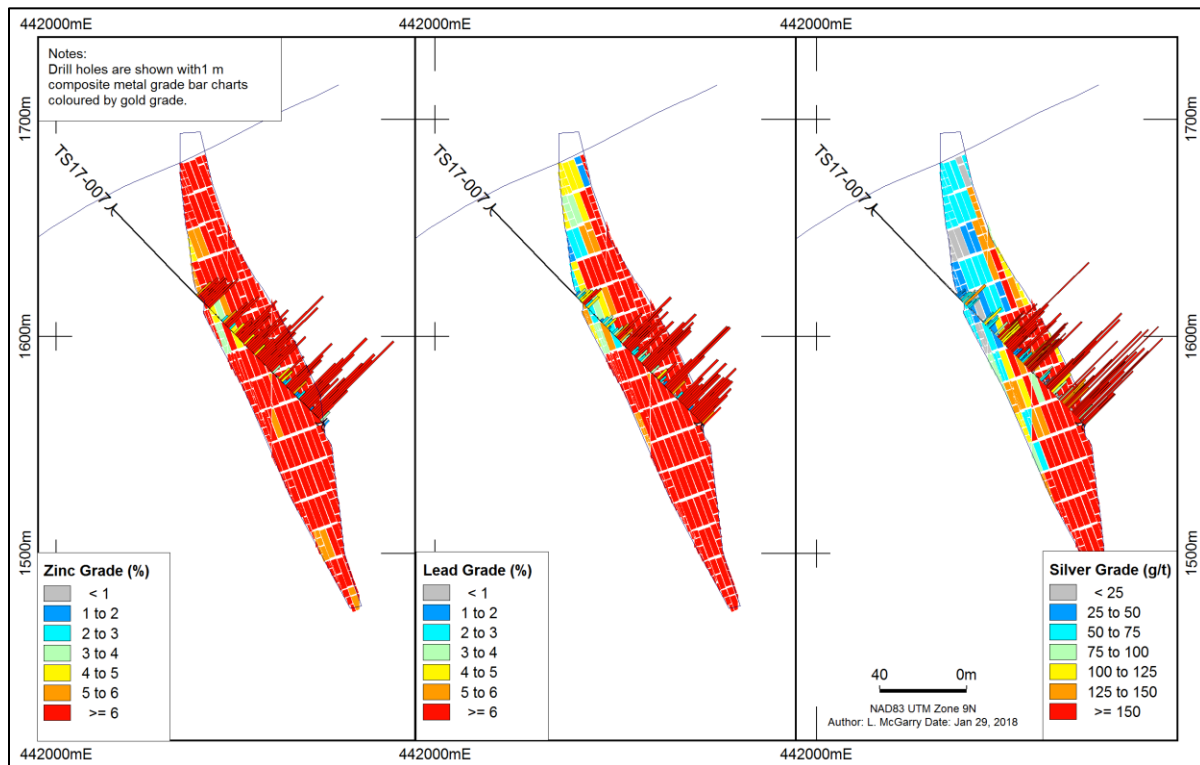 442000mE
442000mE
442000mE
Notes:
Drill holes are shown with1 m
composite metal grade bar charts
coloured by gold grade.
1700m
1700m
TS17-007
TS17-007
TS17-007
1600m
1600m
1500m
1500m
Zinc Grade (%)
< 1
1 to 2
2 to 3
3 to 4
4 to 5
5 to 6
>= 6
Lead Grade (%)
< 1
1 to 2
2 to 3
3 to 4
4 to 5
5 to 6
>= 6
40 0m
NAD83 UTM Zone 9N
Author: L. McGarry Date: Jan 29, 2018
Silver Grade (g/t)
< 25
25 to 50
50 to 75
75 to 100
100 to 125
125 to 150
>= 150
442000mE
442000mE
442000mE